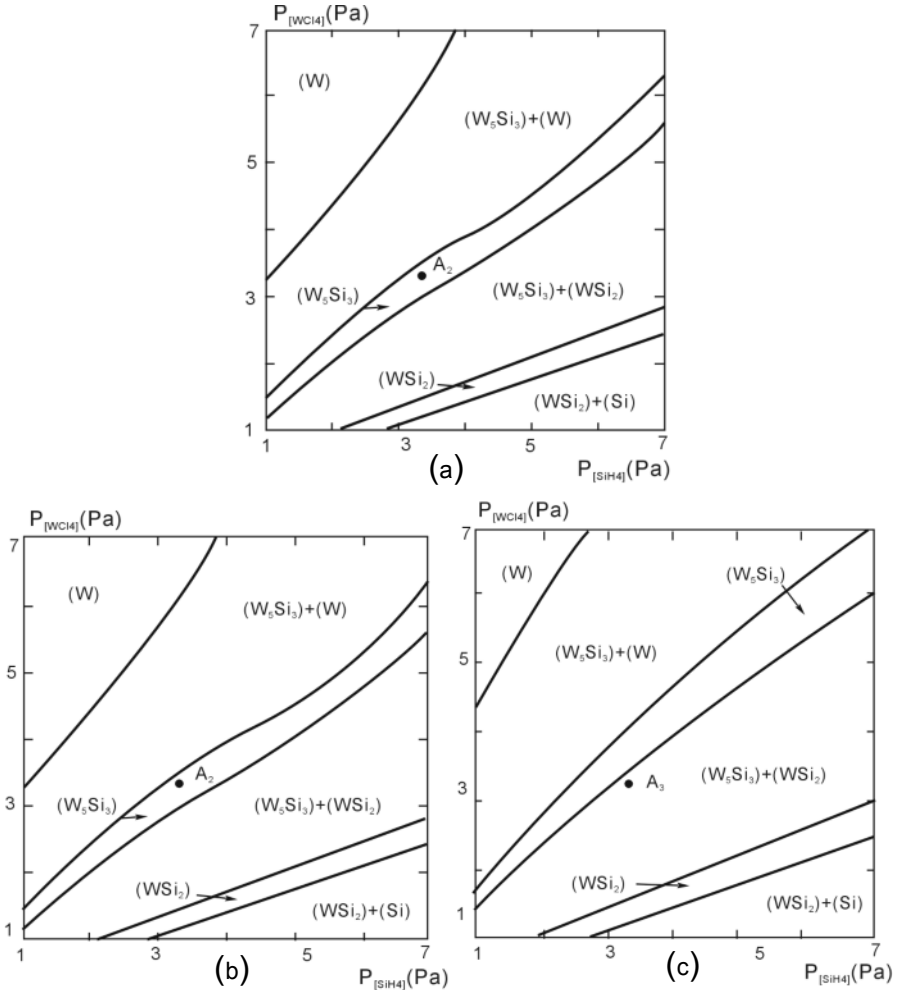 P[WCl4](Pa)
7
(W)
(W₅Si₃)+(W)
5
A₂
3
(W₅Si₃)
(W₅Si₃)+(WSi₂)
(WSi₂)
(WSi₂)+(Si)
1
1
3
5
7
(a)
P[SiH4](Pa)
P[WCl4](Pa)
7
(W)
(W₅Si₃)+(W)
5
A₂
3
(W₅Si₃)
(W₅Si₃)+(WSi₂)
(WSi₂)
(WSi₂)+(Si)
1
1
3
5
7
(b)
P[SiH4](Pa)
P[WCl4](Pa)
7
(W)
(W₅Si₃)
(W₅Si₃)+(W)
5
3
A₃
(W₅Si₃)+(WSi₂)
(WSi₂)
(WSi₂)+(Si)
1
1
3
5
7
(c)
P[SiH4](Pa)